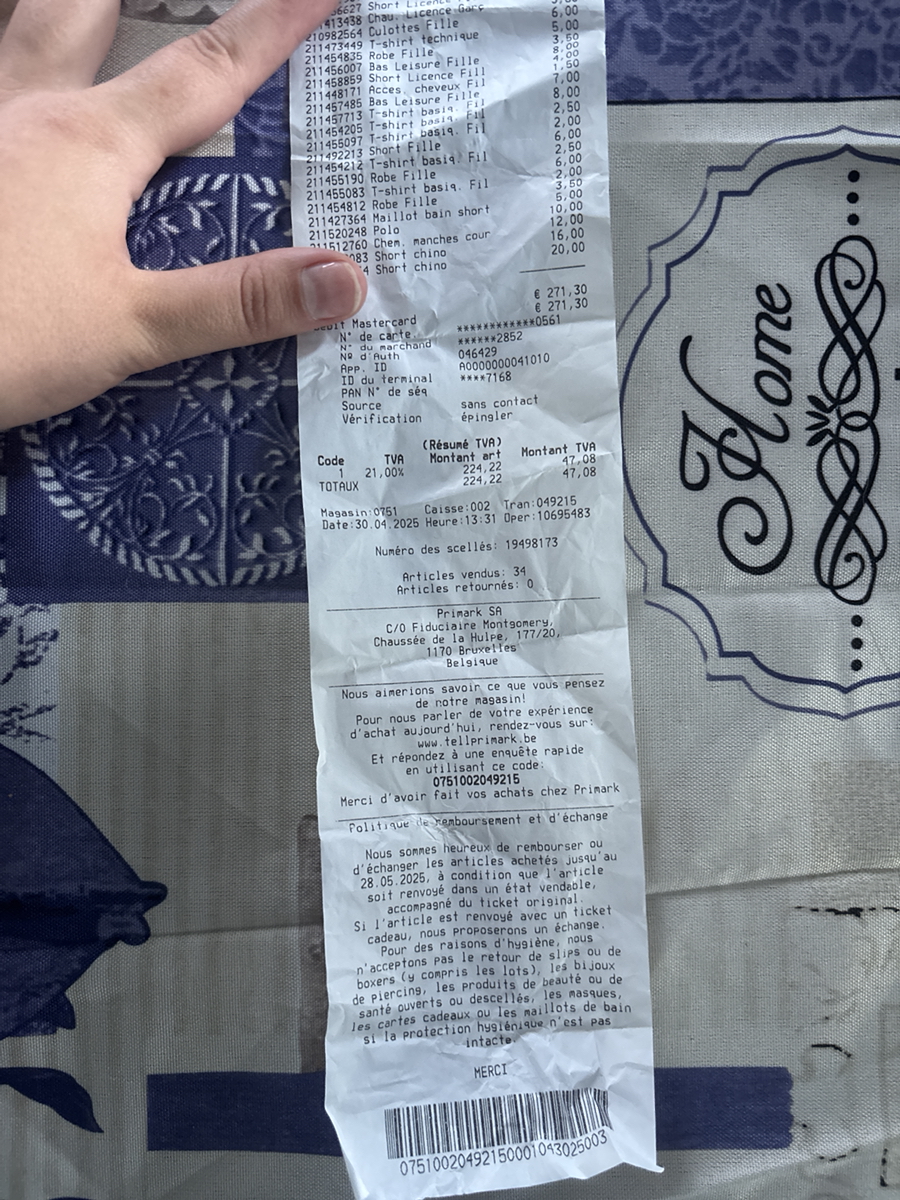 6627 Short Licence
211413438 Chau. Licence Garç 6,00
210982564 Culottes Fille 5,00
211473449 T-shirt technique 3,50
211454835 Robe Fille 8,00
211456007 Bas Leisure Fille 4,00
211458859 Short Licence Fill 1,50
211448171 Acces. cheveux Fil 7,00
211457485 Bas Leisure Fille 8,00
211457713 T-shirt basiq. Fil 2,50
211454205 T-shirt basiq. Fil 2,00
211455097 T-shirt basiq. Fil 6,00
211492213 Short Fille 2,50
211454212 T-shirt basiq. Fil 6,00
211455190 Robe Fille 2,00
211455083 T-shirt basiq. Fil 3,50
211454812 Robe Fille 5,00
211427364 Maillot bain short 10,00
211520248 Polo 12,00
211512760 Chem. manches cour 16,00
083 Short chino 20,00
4 Short chino
€ 271,30
€ 271,30
Debit Mastercard
N° de carte. ************0561
N° du marchand ******2852
Nº d'Auth 046429
App. ID A0000000041010
ID du terminal ****7168
PAN N° de séq
Source sans contact
Vérification épingler
(Résumé TVA)
Code TVA Montant art Montant TVA
1 21,00% 224,22 47,08
TOTAUX 224,22 47,08
Magasin:0751 Caisse:002 Tran:049215
Date:30.04.2025 Heure:13:31 Oper:10695483
Numéro des scellés: 19498173
Articles vendus: 34
Articles retournés: 0
Primark SA
C/O Fiduciaire Montgomery,
Chaussée de la Hulpe, 177/20,
1170 Bruxelles
Belgique
Nous aimerions savoir ce que vous pensez
de notre magasin!
Pour nous parler de votre expérience
d'achat aujourd'hui, rendez-vous sur:
www.tellprimark.be
Et répondez à une enquête rapide
en utilisant ce code:
0751002049215
Merci d'avoir fait vos achats chez Primark
Politique de remboursement et d'échange
Nous sommes heureux de rembourser ou
d'échanger les articles achetés jusqu'au
28.05.2025, à condition que l'article
soit renvoyé dans un état vendable,
accompagné du ticket original.
Si l'article est renvoyé avec un ticket
cadeau, nous proposerons un échange.
Pour des raisons d'hygiène, nous
n'acceptons pas le retour de slips ou de
boxers (y compris les lots), les bijoux
de piercing, les produits de beauté ou de
santé ouverts ou descellés, les masques,
les cartes cadeaux ou les maillots de bain
si la protection hygiénique n'est pas
intacte.
MERCI
075100204921500010430250​03
Home